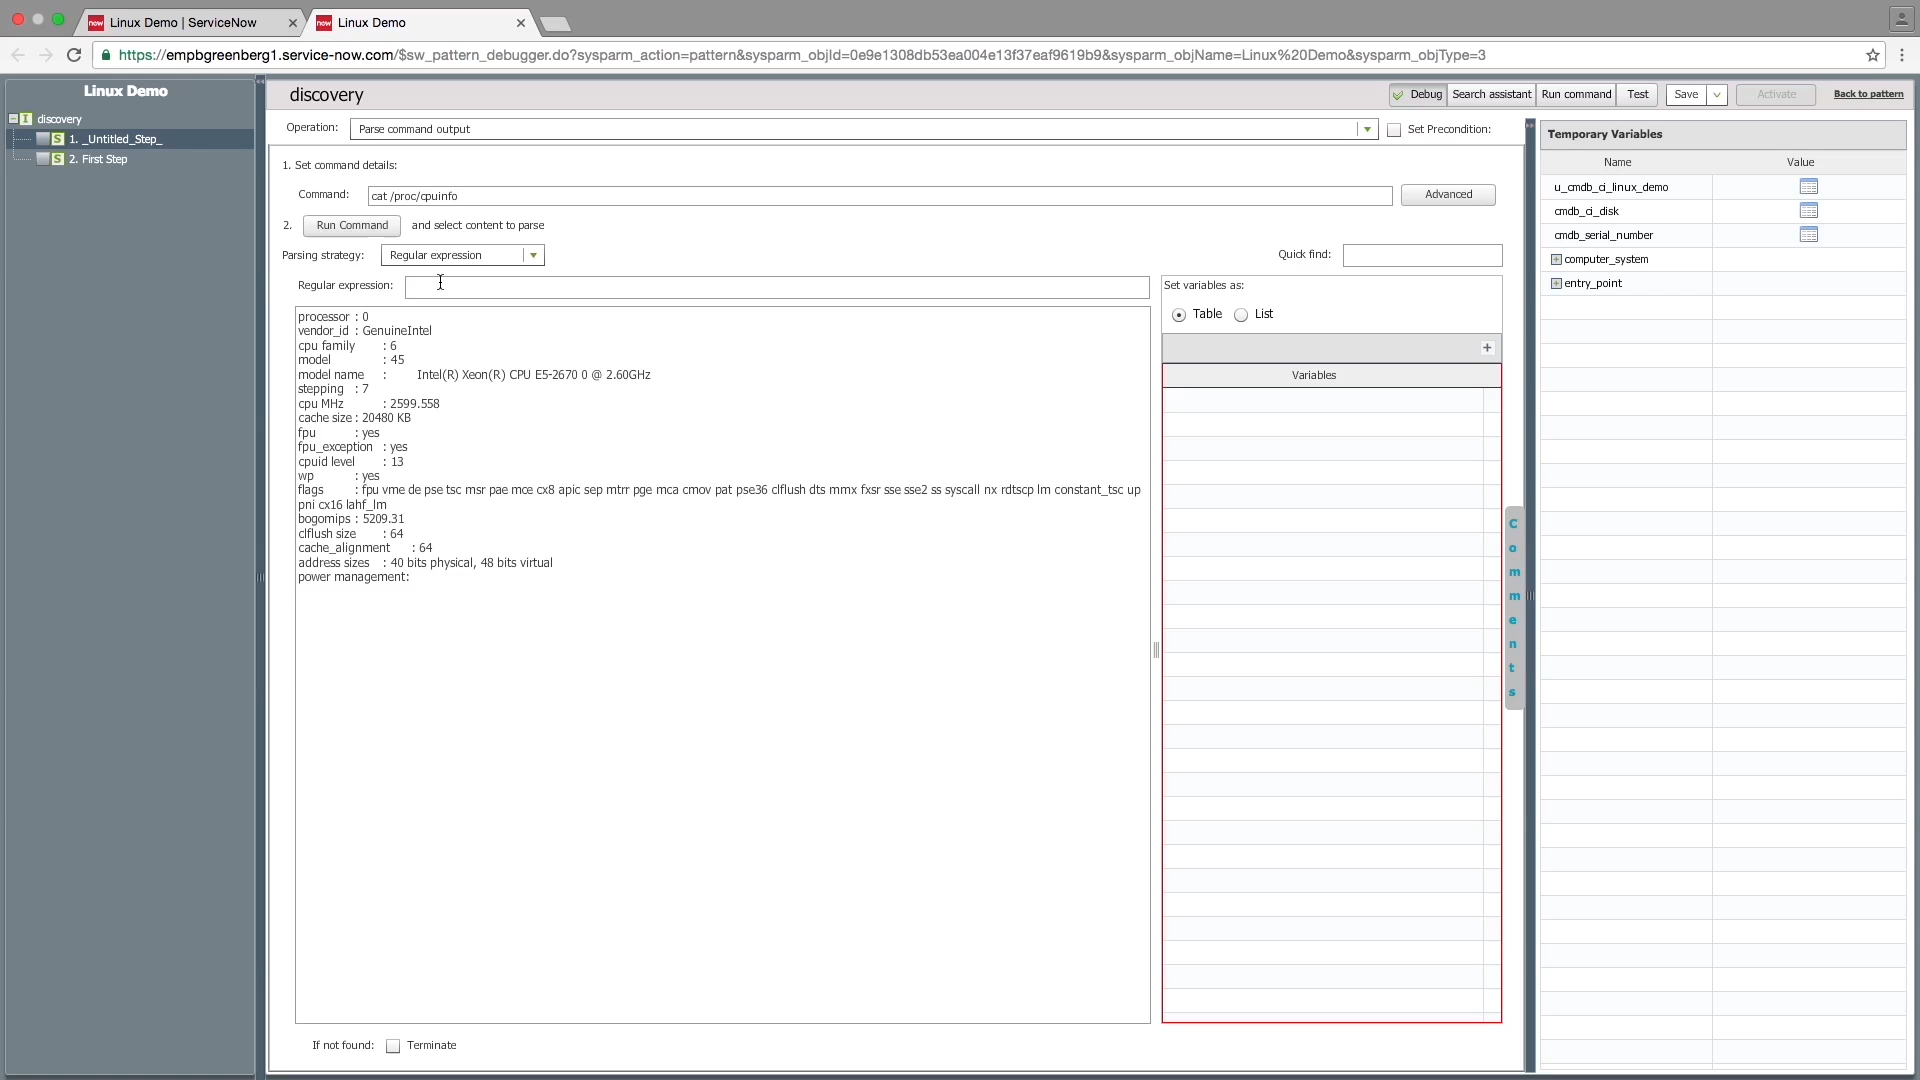 Linux Demo | ServiceNow
Linux Demo
https://empbgreenberg1.service-now.com/$sw_pattern_debugger.do?sysparm_action=pattern&sysparm_objId=0e9e1308db53ea004e13f37eaf9619b9&sysparm_objName=Linux%20Demo&sysparm_objType=3
Linux Demo
discovery
1. _Untitled_Step_
2. First Step
discovery
Debug
Search assistant
Run command
Test
Save
Activate
Back to pattern
Operation:
Parse command output
Set Precondition:
1. Set command details:
Command:
cat /proc/cpuinfo
Advanced
2.
Run Command
and select content to parse
Parsing strategy:
Regular expression
Quick find:
Regular expression:
processor : 0
vendor_id : GenuineIntel
cpu family : 6
model : 45
model name : Intel(R) Xeon(R) CPU E5-2670 0 @ 2.60GHz
stepping : 7
cpu MHz : 2599.558
cache size : 20480 KB
fpu : yes
fpu_exception : yes
cpuid level : 13
wp : yes
flags : fpu vme de pse tsc msr pae mce cx8 apic sep mtrr pge mca cmov pat pse36 clflush dts mmx fxsr sse sse2 ss syscall nx rdtscp lm constant_tsc up
pni cx16 lahf_lm
bogomips : 5209.31
clflush size : 64
cache_alignment : 64
address sizes : 40 bits physical, 48 bits virtual
power management:
Set variables as:
Table
List
+
Variables
Comments
If not found:
Terminate
Temporary Variables
Name
Value
u_cmdb_ci_linux_demo
cmdb_ci_disk
cmdb_serial_number
computer_system
entry_point